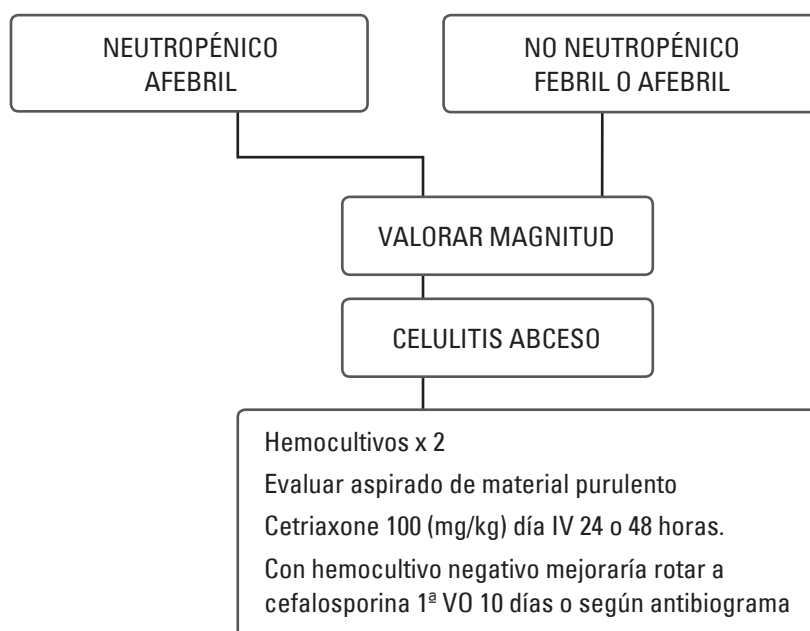 NEUTROPÉNICO
AFEBRIL
NO NEUTROPÉNICO
FEBRIL O AFEBRIL
VALORAR MAGNITUD
CELULITIS ABCESO
Hemocultivos x 2
Evaluar aspirado de material purulento
Cetriaxone 100 (mg/kg) día IV 24 o 48 horas.
Con hemocultivo negativo mejoraría rotar a
cefalosporina 1ª VO 10 días o según antibiograma